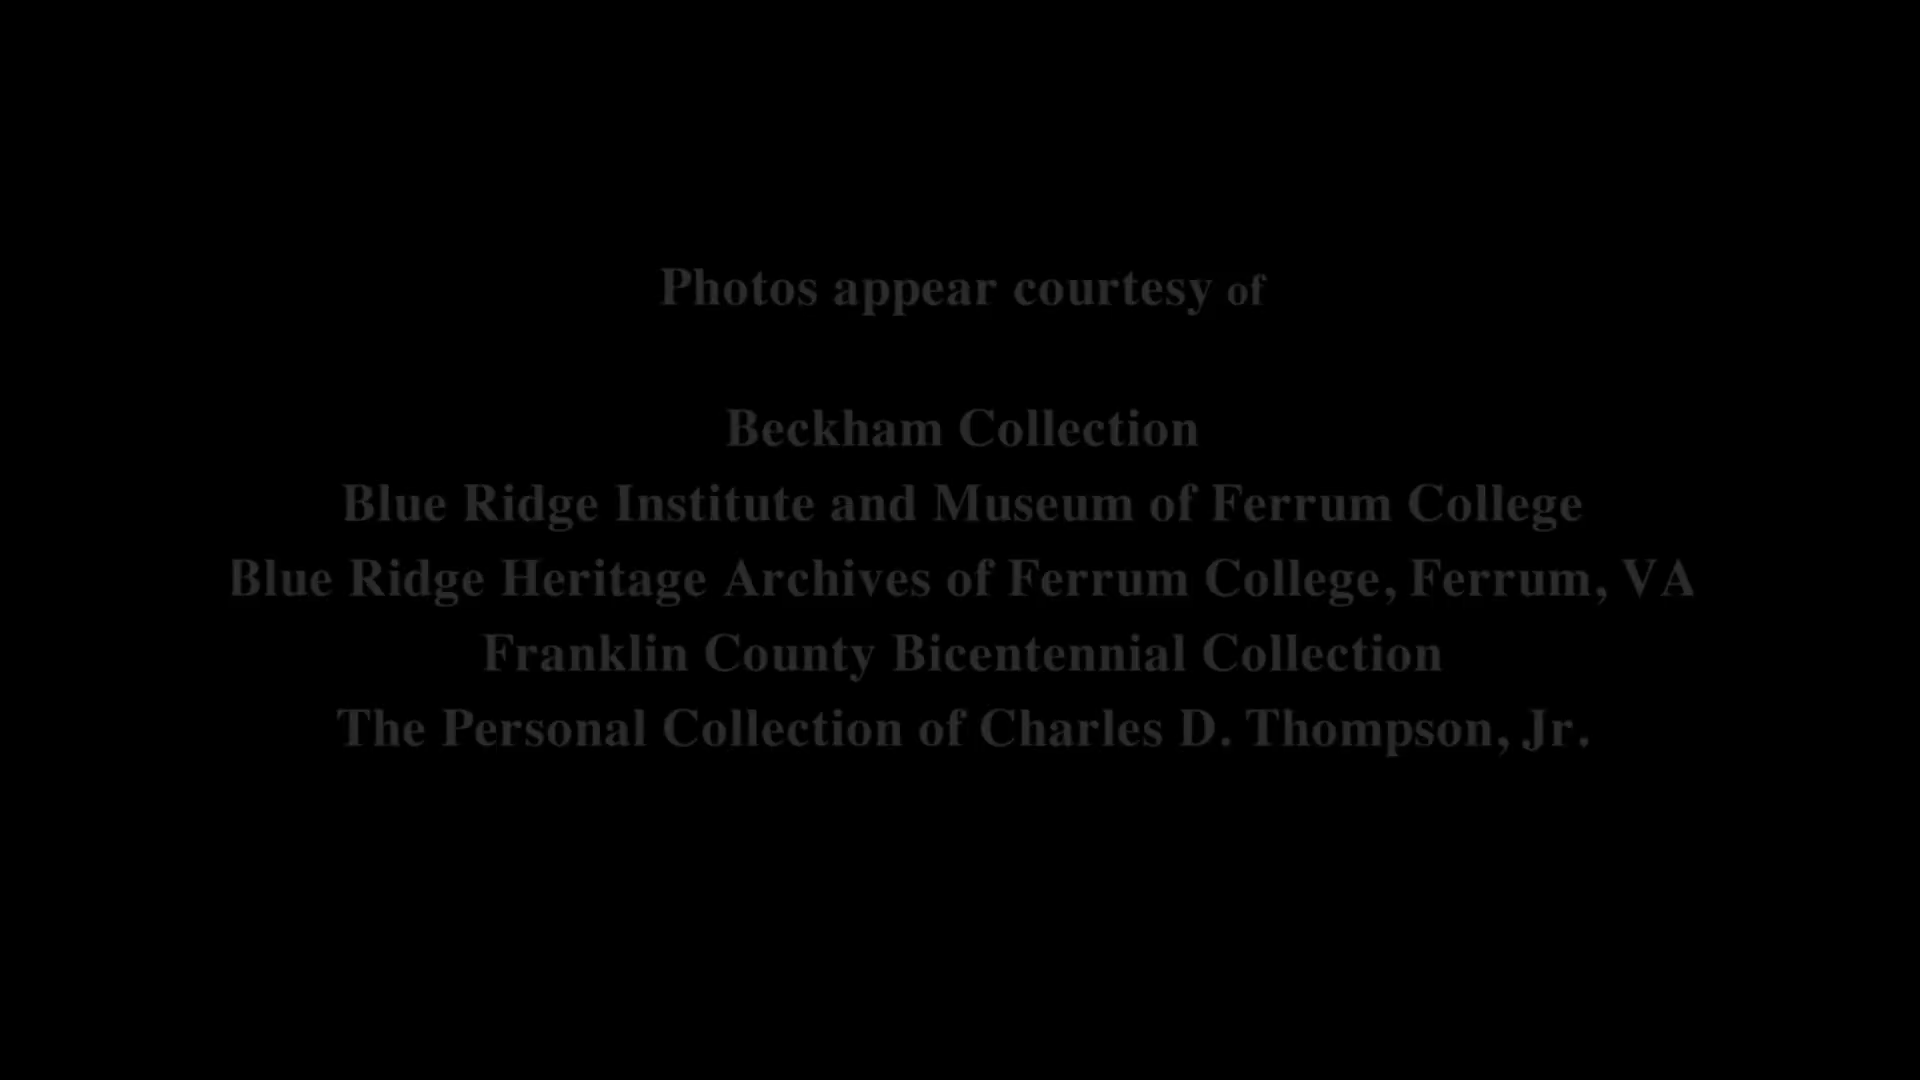 Photos appear courtesy of
Beckham Collection
Blue Ridge Institute and Museum of Ferrum College
Blue Ridge Heritage Archives of Ferrum College, Ferrum, VA
Franklin County Bicentennial Collection
The Personal Collection of Charles D. Thompson, Jr.